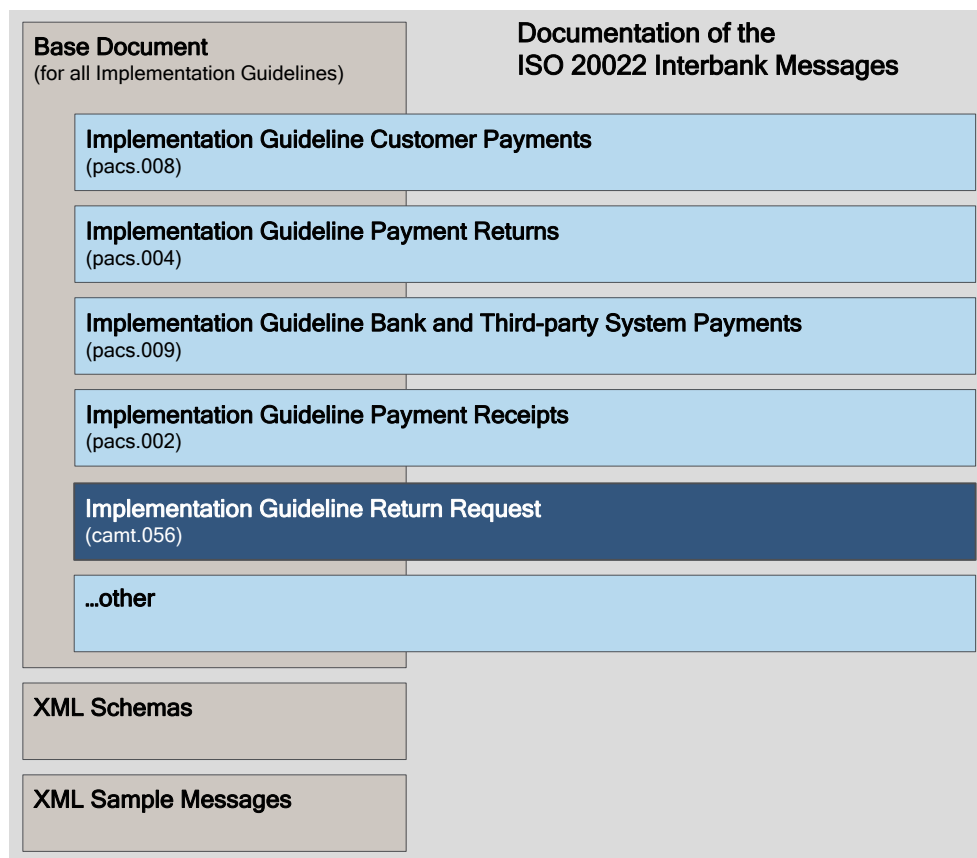 Base Document
(for all Implementation Guidelines)
Documentation of the
ISO 20022 Interbank Messages
Implementation Guideline Customer Payments
(pacs.008)
Implementation Guideline Payment Returns
(pacs.004)
Implementation Guideline Bank and Third-party System Payments
(pacs.009)
Implementation Guideline Payment Receipts
(pacs.002)
Implementation Guideline Return Request
(camt.056)
…other
XML Schemas
XML Sample Messages